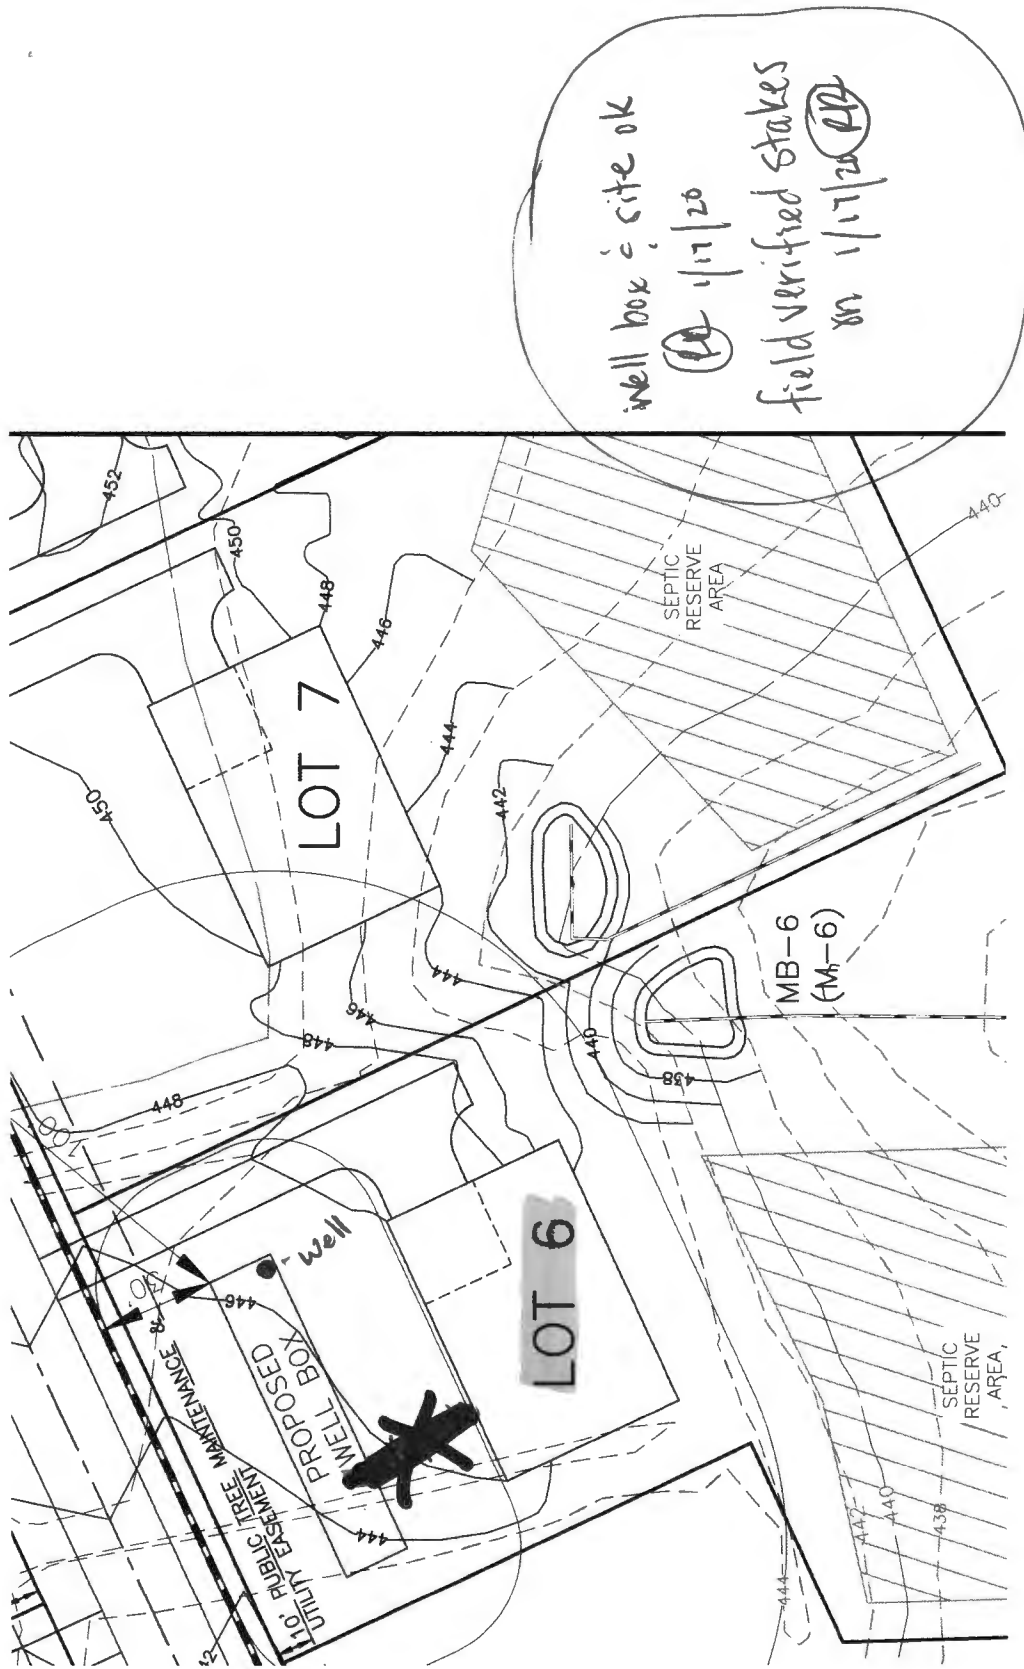 well box & site ok
1/17/20
field verified stakes
on 1/17/20
452
450
448
446
444
442
450
LOT 7
SEPTIC
RESERVE
AREA
440
446
444
448
448
440
438
MB-6
100'
30'
Well
446
PROPOSED
WELL BOX
10' PUBLIC TREE MAINTENANCE &
UTILITY EASEMENT
LOT 6
444
444
442
440
438
SEPTIC
RESERVE
AREA